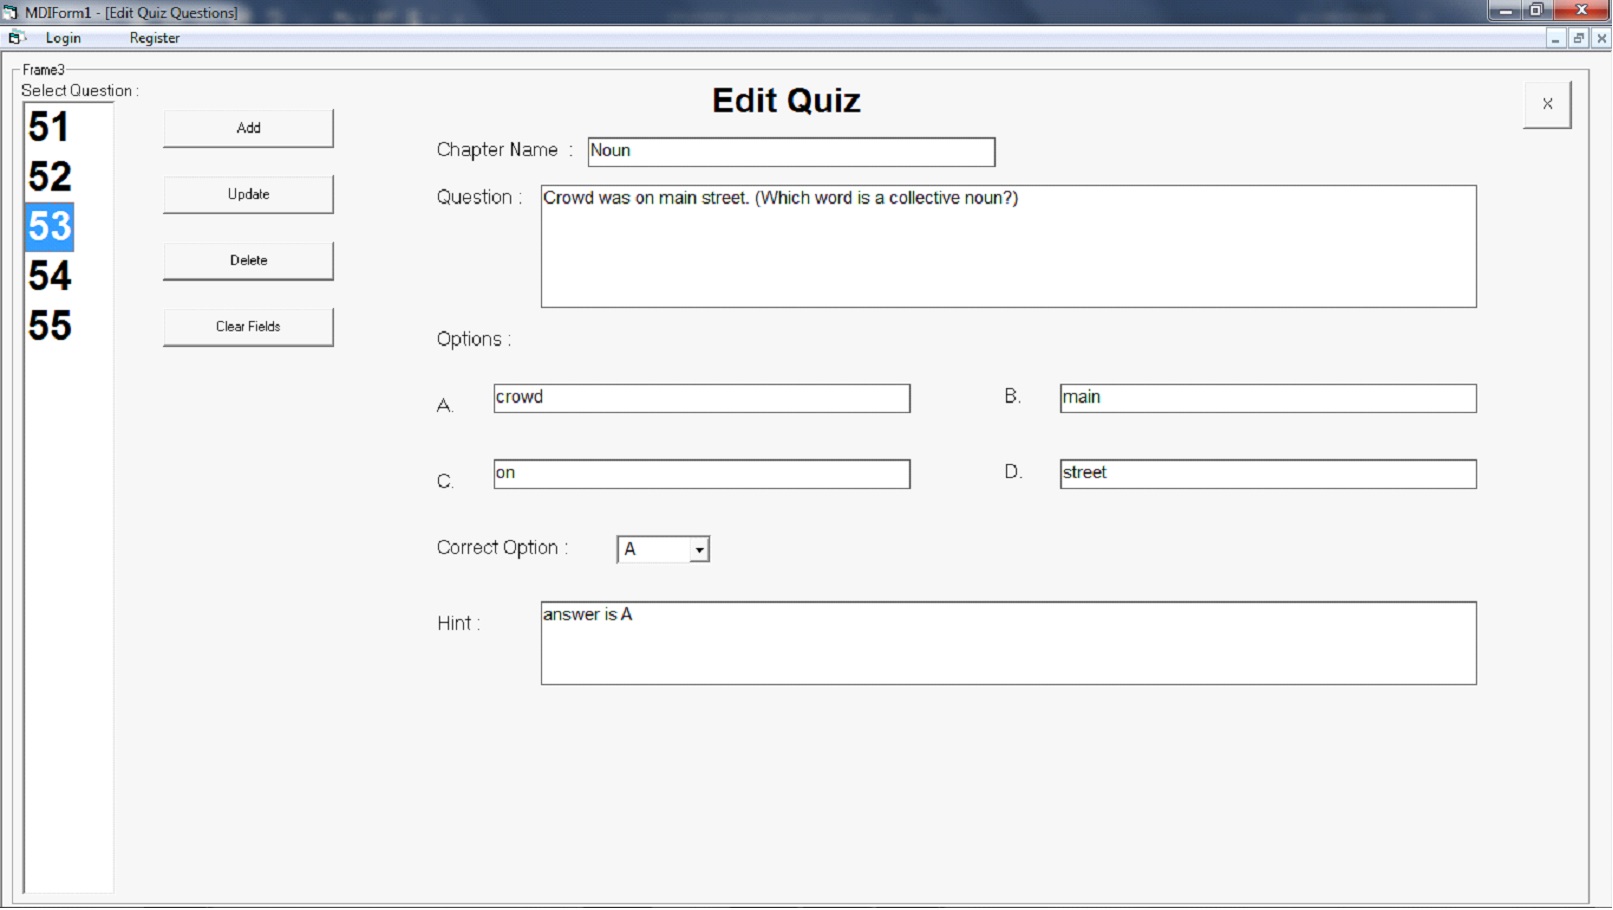 MDIForm1 - [Edit Quiz Questions]
Login Register
Frame3
Select Question :
51
52
53
54
55
Add
Update
Delete
Clear Fields
Edit Quiz
X
Chapter Name : Noun
Question : Crowd was on main street. (Which word is a collective noun?)
Options :
A. crowd
B. main
C. on
D. street
Correct Option : A
Hint : answer is A